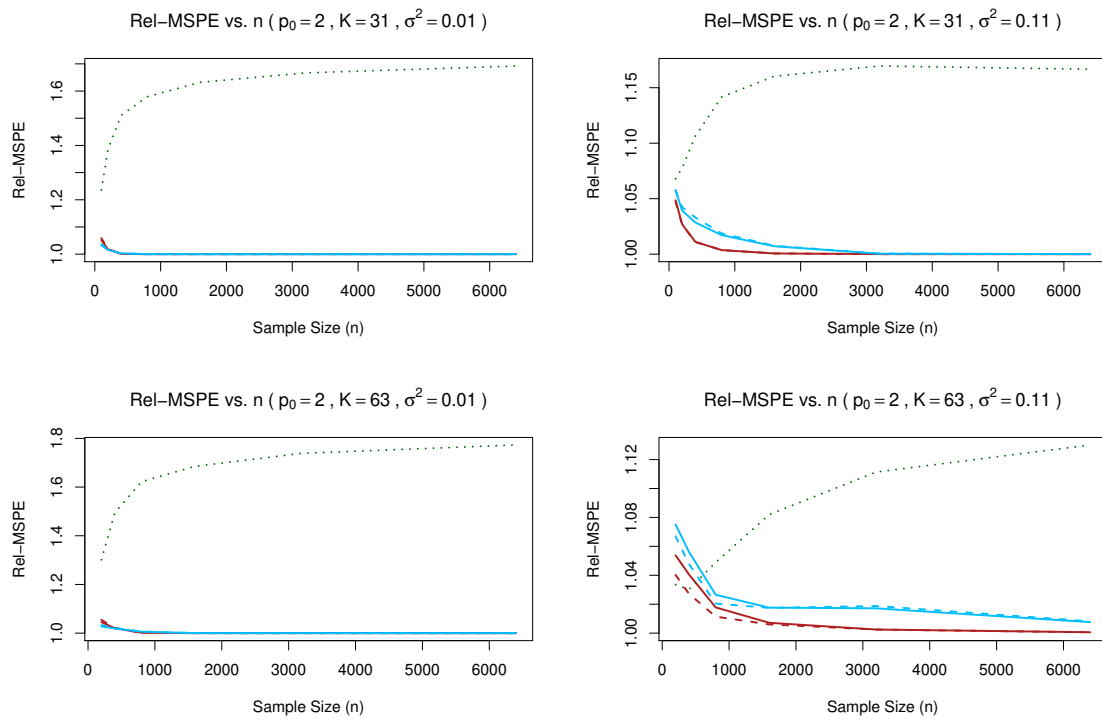 Rel−MSPE vs. n ( p₀ = 2 , K = 31 , σ² = 0.01 )
Rel−MSPE
1.0 1.2 1.4 1.6
0 1000 2000 3000 4000 5000 6000
Sample Size (n)
Rel−MSPE vs. n ( p₀ = 2 , K = 31 , σ² = 0.11 )
Rel−MSPE
1.00 1.05 1.10 1.15
0 1000 2000 3000 4000 5000 6000
Sample Size (n)
Rel−MSPE vs. n ( p₀ = 2 , K = 63 , σ² = 0.01 )
Rel−MSPE
1.0 1.2 1.4 1.6 1.8
0 1000 2000 3000 4000 5000 6000
Sample Size (n)
Rel−MSPE vs. n ( p₀ = 2 , K = 63 , σ² = 0.11 )
Rel−MSPE
1.00 1.04 1.08 1.12
0 1000 2000 3000 4000 5000 6000
Sample Size (n)